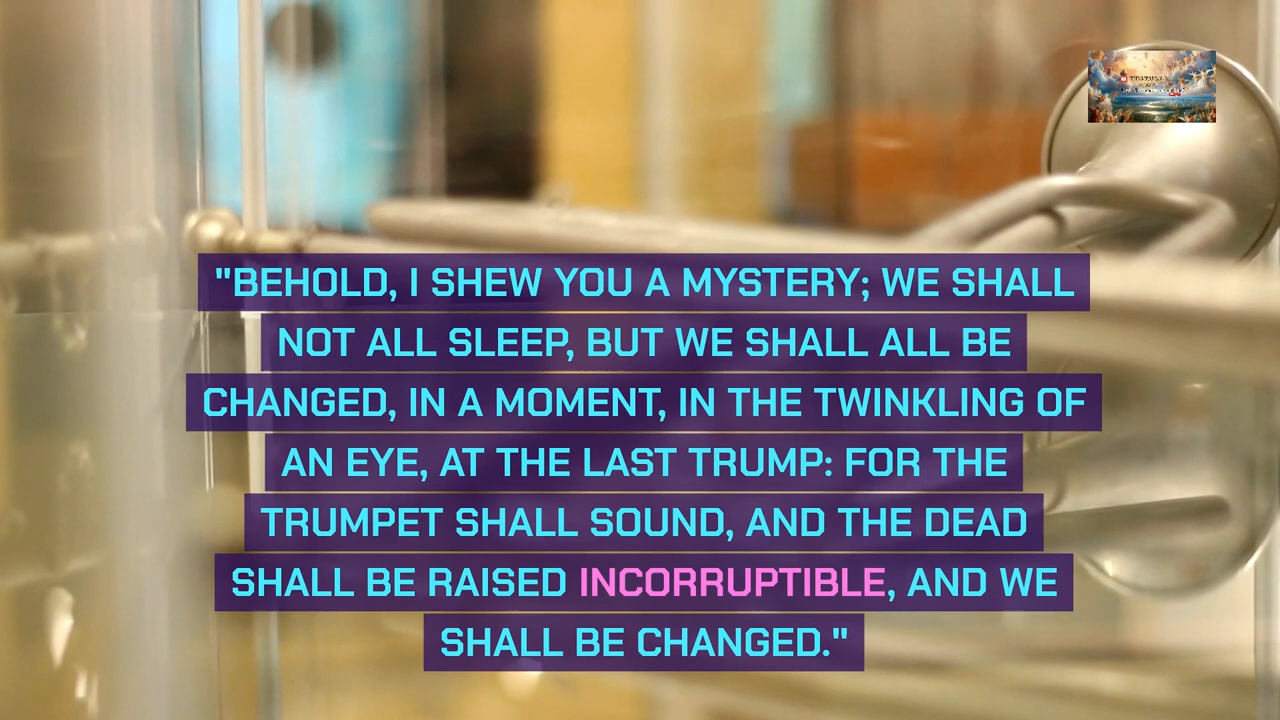 "BEHOLD, I SHEW YOU A MYSTERY; WE SHALL
NOT ALL SLEEP, BUT WE SHALL ALL BE
CHANGED, IN A MOMENT, IN THE TWINKLING OF
AN EYE, AT THE LAST TRUMP: FOR THE
TRUMPET SHALL SOUND, AND THE DEAD
SHALL BE RAISED INCORRUPTIBLE, AND WE
SHALL BE CHANGED."